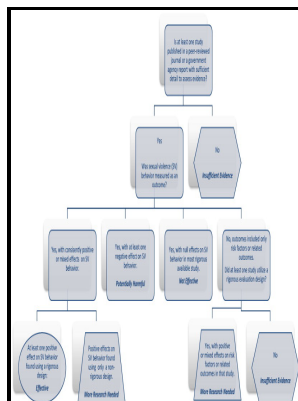 Is at least one study
published in a peer-reviewed
journal or a government
agency report with sufficient
detail to assess evidence?
Yes
Was sexual violence (SV)
behavior measured as an
outcome?
No
Insufficient Evidence
Yes, with consistently positive
or mixed effects on SV
behavior.
Yes, with at least one
negative effect on SV
behavior.
Potentially Harmful
Yes, with null effects on SV
behavior in most rigorous
available study.
Not Effective
No, outcomes included only
risk factors or related
outcomes.
Did at least one study utilize a
rigorous evaluation design?
At least one positive
effect on SV behavior
found using a rigorous
design
Effective
Positive effects on
SV behavior found
using only a non-
rigorous design.
More Research Needed
Yes, with positive
or mixed effects on risk
factors or related
outcomes in that study.
More Research Needed
No
Insufficient Evidence